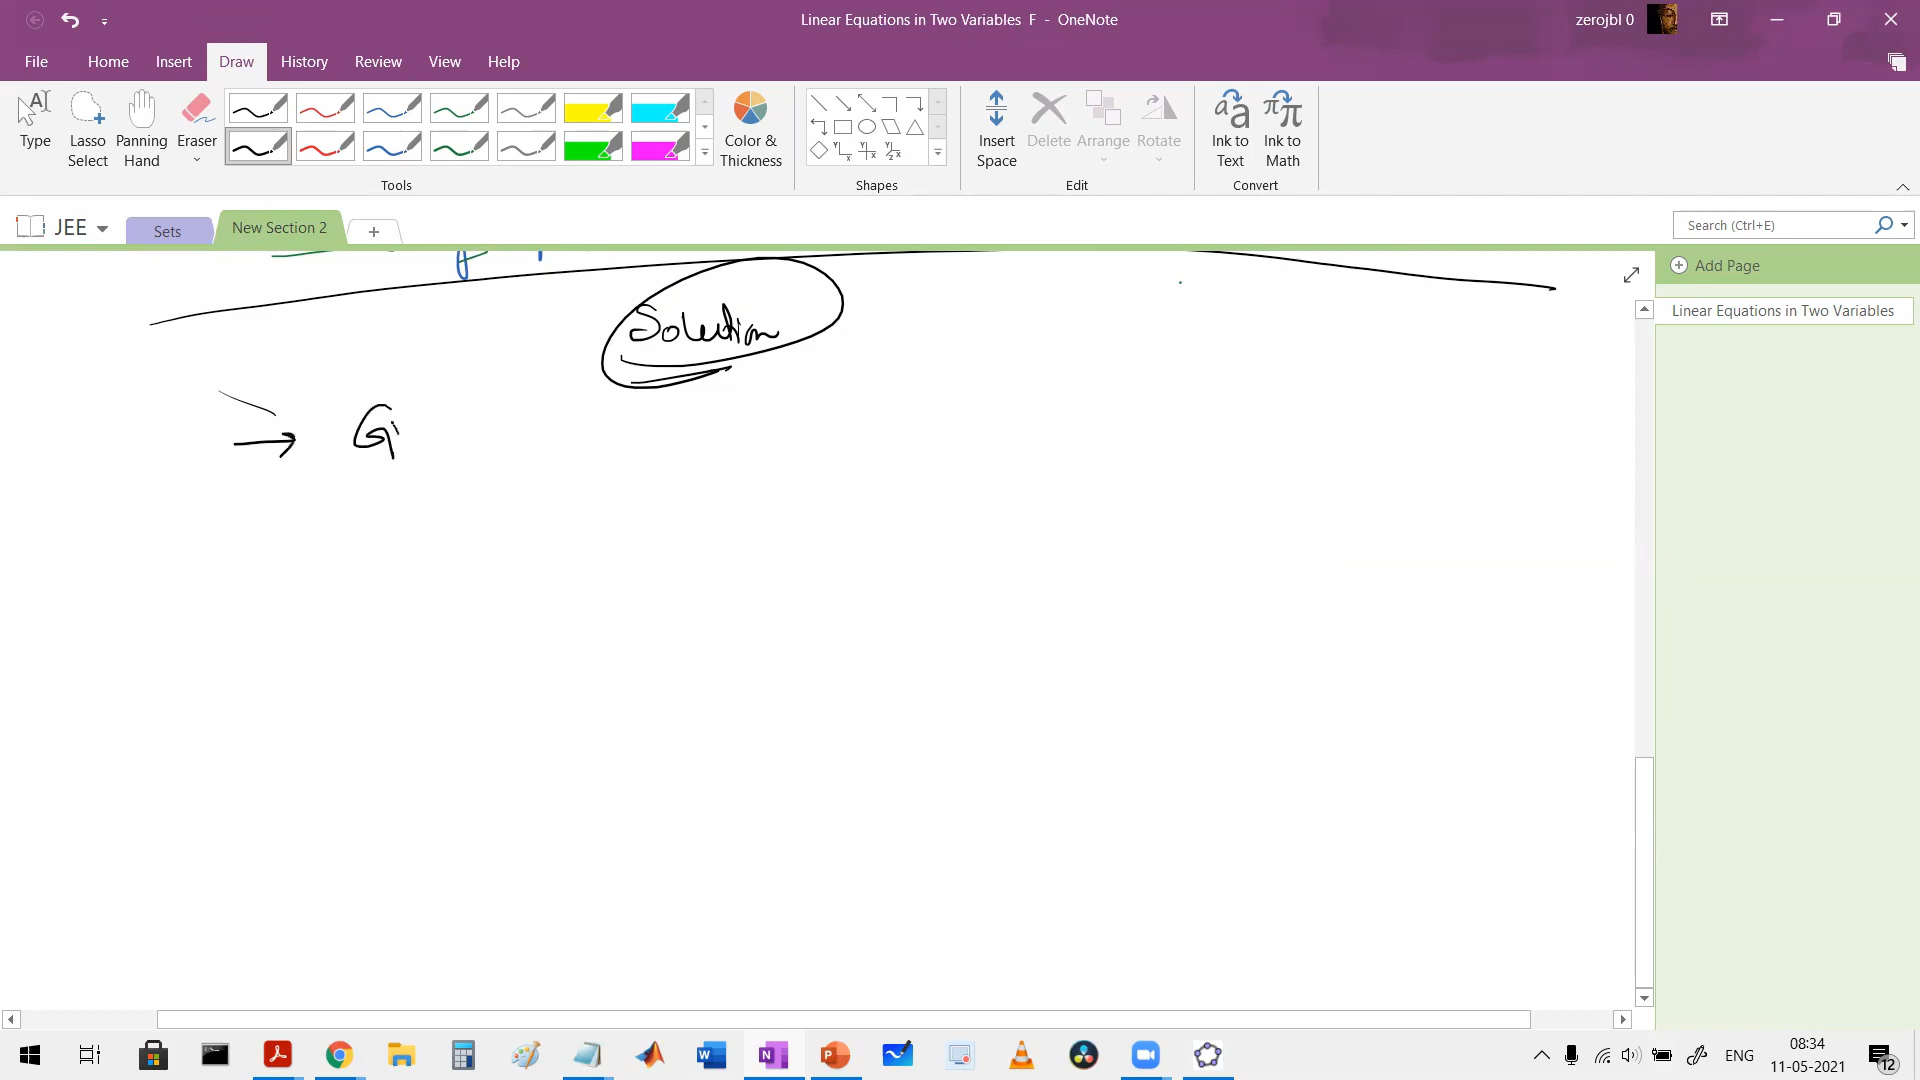 Linear Equations in Two Variables F - OneNote
zerojbl 0
File Home Insert Draw History Review View Help
Type
Lasso Select
Panning Hand
Eraser
Color & Thickness
Insert Space
Delete
Arrange
Rotate
Ink to Text
Ink to Math
Tools
Shapes
Edit
Convert
JEE
Sets
New Section 2
Search (Ctrl+E)
Add Page
Linear Equations in Two Variables
Solution
→ G
ENG
08:34
11-05-2021
12